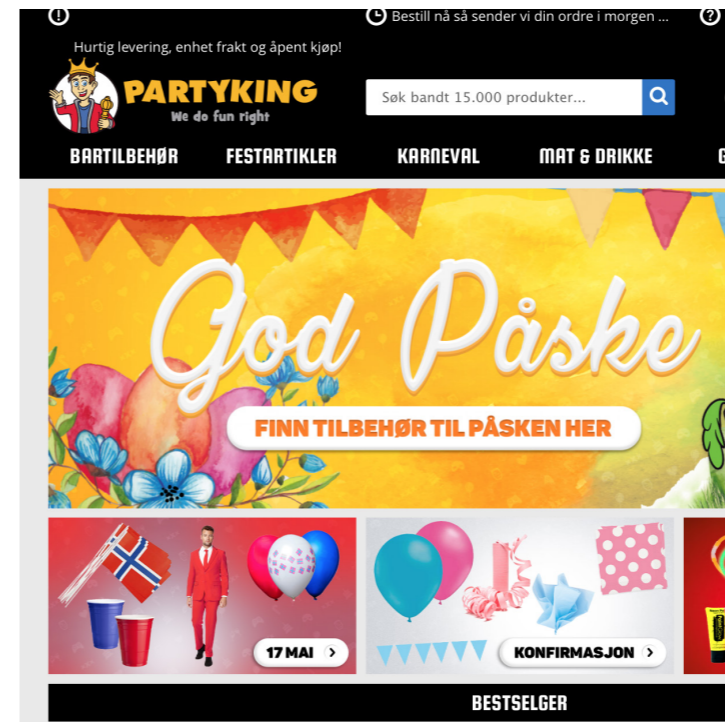 Bestill nå så sender vi din ordre i morgen ...
Hurtig levering, enhet frakt og åpent kjøp!
PARTYKING
We do fun right
Søk bandt 15.000 produkter...
BARTILBEHØR FESTARTIKLER KARNEVAL MAT & DRIKKE
God Påske
FINN TILBEHØR TIL PÅSKEN HER
17 MAI
KONFIRMASJON
BESTSELGER